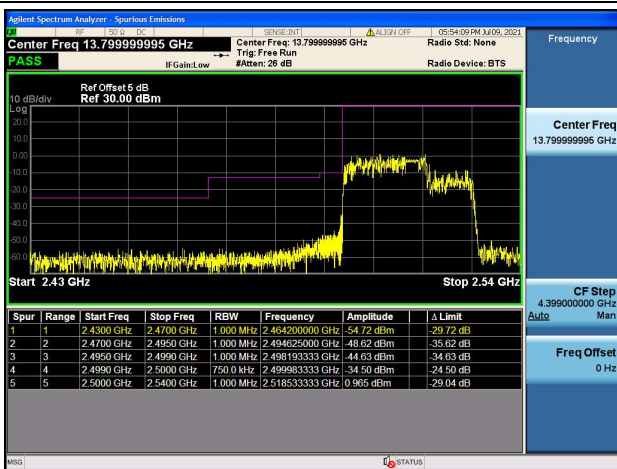 Agilent Spectrum Analyzer - Spurious Emissions
RF 50 Ω DC SENSE:INT ALIGN OFF 05:54:09 PM Jul 09, 2021
Center Freq 13.799999995 GHz Center Freq: 13.799999995 GHz Radio Std: None Frequency
Trig: Free Run
PASS IFGain:Low #Atten: 26 dB Radio Device: BTS
Ref Offset 5 dB
10 dB/div Ref 30.00 dBm
Log
20.0
10.0
0.00
-10.0
-20.0
-30.0
-40.0
-50.0
-60.0
Start 2.43 GHz Stop 2.54 GHz
Center Freq
13.799999995 GHz
CF Step
4.399000000 GHz
Auto Man
Freq Offset
0 Hz
Spur Range Start Freq Stop Freq RBW Frequency Amplitude Δ Limit
1 1 2.4300 GHz 2.4700 GHz 1.000 MHz 2.464200000 GHz -54.72 dBm -29.72 dB
2 2 2.4700 GHz 2.4950 GHz 1.000 MHz 2.494625000 GHz -48.62 dBm -35.62 dB
3 3 2.4950 GHz 2.4990 GHz 1.000 MHz 2.498193333 GHz -44.63 dBm -34.63 dB
4 4 2.4990 GHz 2.5000 GHz 750.0 kHz 2.499983333 GHz -34.50 dBm -24.50 dB
5 5 2.5000 GHz 2.5400 GHz 1.000 MHz 2.518533333 GHz 0.965 dBm -29.04 dB
MSG STATUS